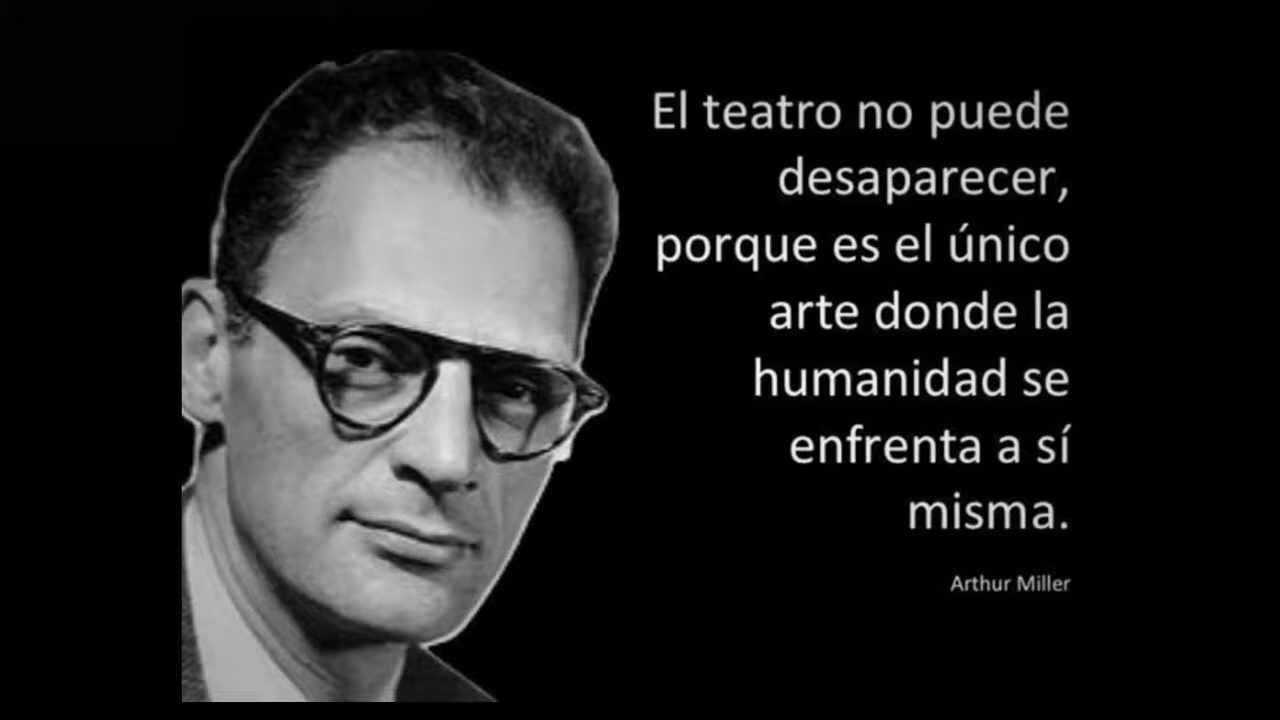 El teatro no puede
desaparecer,
porque es el único
arte donde la
humanidad se
enfrenta a sí
misma.
Arthur Miller